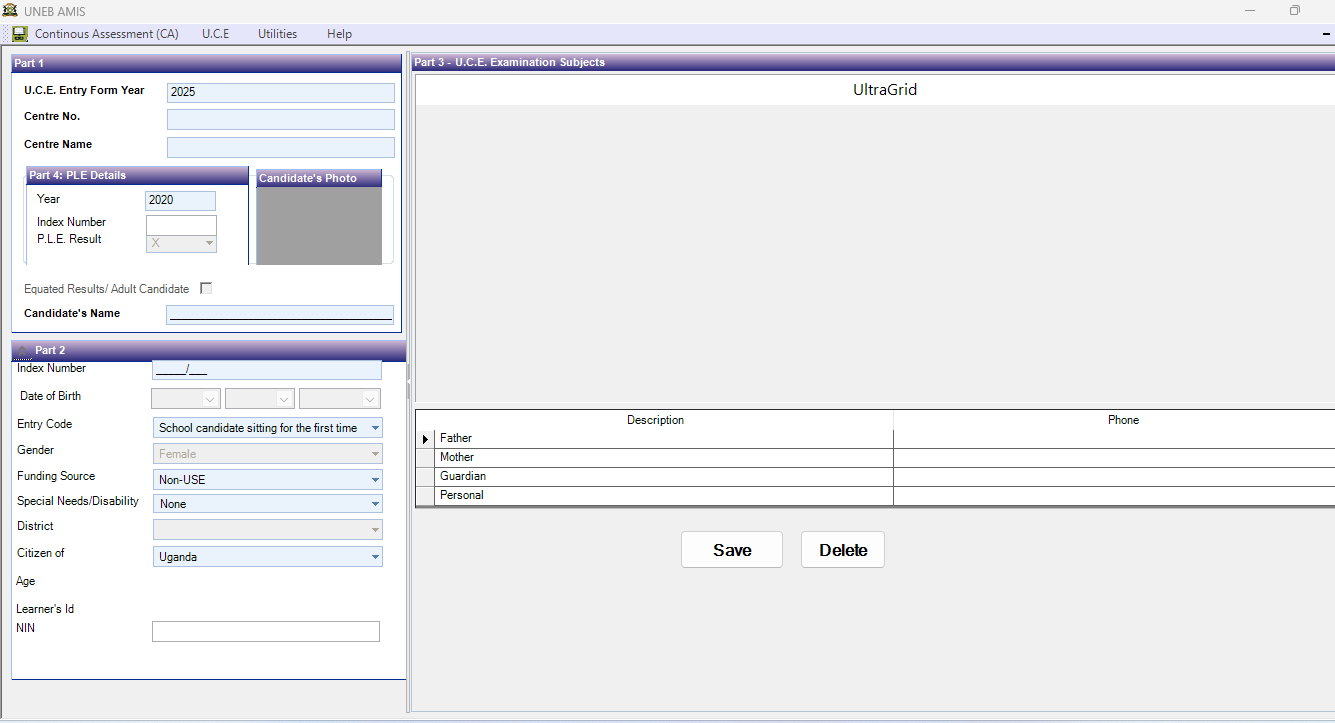 UNEB AMIS
Continous Assessment (CA) U.C.E Utilities Help
Part 1
U.C.E. Entry Form Year 2025
Centre No.
Centre Name
Part 4: PLE Details
Year 2020
Index Number
P.L.E. Result X
Candidate's Photo
Equated Results/ Adult Candidate
Candidate's Name ____________________________________
Part 2
Index Number _____/___
Date of Birth
Entry Code School candidate sitting for the first time
Gender Female
Funding Source Non-USE
Special Needs/Disability None
District
Citizen of Uganda
Age
Learner's Id
NIN
Part 3 - U.C.E. Examination Subjects
UltraGrid
Description Phone
Father
Mother
Guardian
Personal
Save Delete